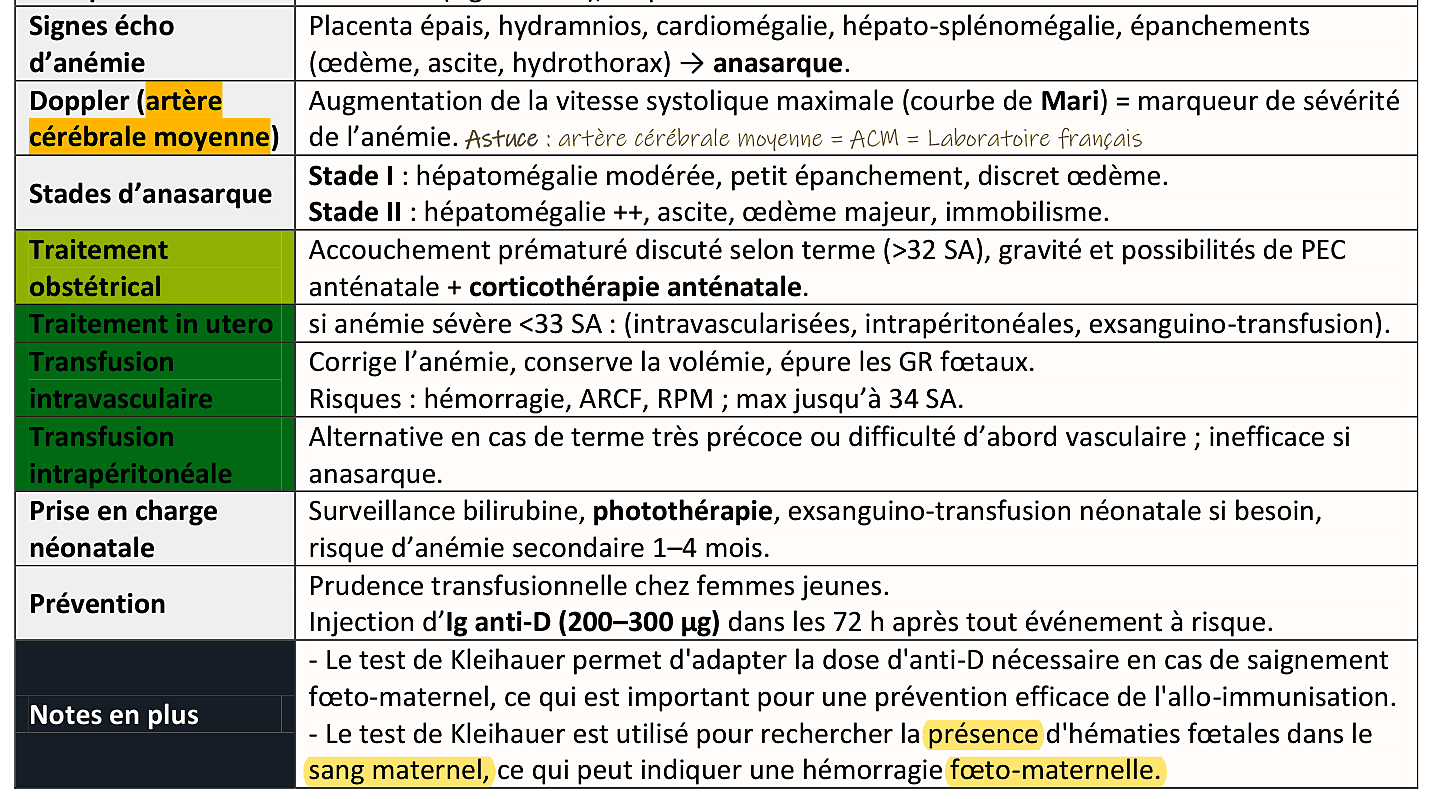 Signes écho
d'anémie
Placenta épais, hydramnios, cardiomégalie, hépato-splénomégalie, épanchements
(œdème, ascite, hydrothorax) → anasarque.
Doppler (artère
cérébrale moyenne)
Augmentation de la vitesse systolique maximale (courbe de Mari) = marqueur de sévérité
de l'anémie. Astuce : artère cérébrale moyenne = ACM = Laboratoire français
Stades d'anasarque
Stade I : hépatomégalie modérée, petit épanchement, discret œdème.
Stade II : hépatomégalie ++, ascite, œdème majeur, immobilisme.
Traitement
obstétrical
Accouchement prématuré discuté selon terme (>32 SA), gravité et possibilités de PEC
anténatale + corticothérapie anténatale.
Traitement in utero
si anémie sévère <33 SA : (intravascularisées, intrapéritonéales, exsanguino-transfusion).
Transfusion
intravasculaire
Corrige l'anémie, conserve la volémie, épure les GR fœtaux.
Risques : hémorragie, ARCF, RPM ; max jusqu'à 34 SA.
Transfusion
intrapéritonéale
Alternative en cas de terme très précoce ou difficulté d'abord vasculaire ; inefficace si
anasarque.
Prise en charge
néonatale
Surveillance bilirubine, photothérapie, exsanguino-transfusion néonatale si besoin,
risque d'anémie secondaire 1–4 mois.
Prévention
Prudence transfusionnelle chez femmes jeunes.
Injection d'Ig anti-D (200–300 µg) dans les 72 h après tout événement à risque.
Notes en plus
- Le test de Kleihauer permet d'adapter la dose d'anti-D nécessaire en cas de saignement
fœto-maternel, ce qui est important pour une prévention efficace de l'allo-immunisation.
- Le test de Kleihauer est utilisé pour rechercher la présence d'hématies fœtales dans le
sang maternel, ce qui peut indiquer une hémorragie fœto-maternelle.